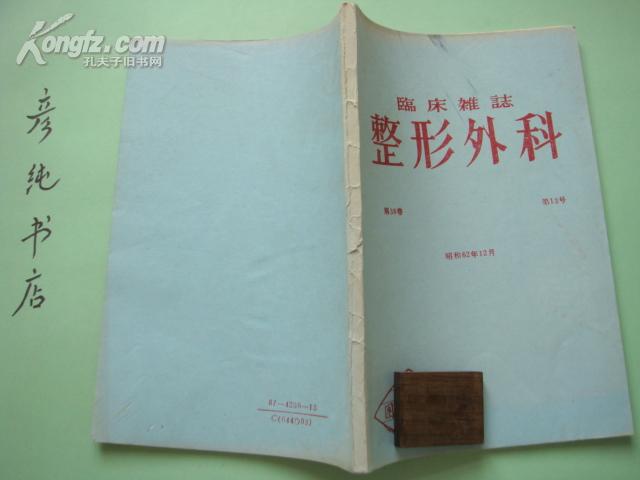 Kongfz.com
孔夫子旧书网
彦纯书店
臨床雑誌
整形外科
第38巻
第13号
昭和62年12月